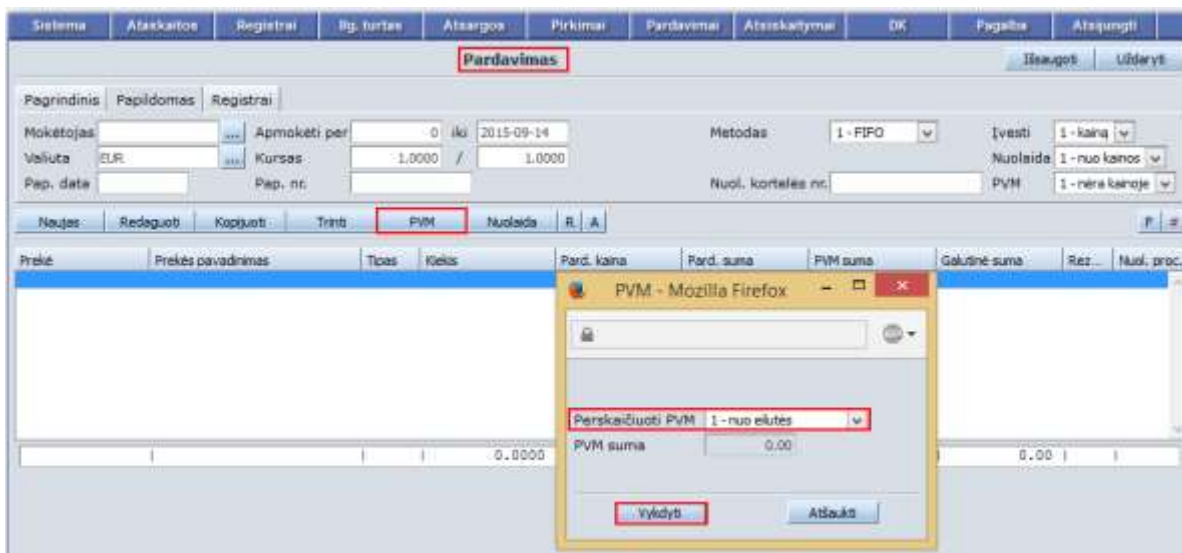 Sistema Ataskaitos Registrai Ilg. turtas Atsargos Pirkimai Pardavimai Atsiskaitymai DK Pagalba Atsijungti
Pardavimas Išsaugoti Uždaryti
Pagrindinis Papildomas Registrai
Mokėtojas ... Apmokėti per 0 iki 2015-09-14 Metodas 1 - FIFO Įvesti 1 - kainą
Valiuta EUR ... Kursas 1.0000 / 1.0000 Nuolaida 1 - nuo kainos
Pap. data Pap. nr. Nuol. kortelės nr. PVM 1 - nėra kainoje
Naujas Redaguoti Kopijuoti Trinti PVM Nuolaida R A P #
Prekė Prekės pavadinimas Tipas Kiekis Pard. kaina Pard. suma PVM suma Galutinė suma Rez... Nuol. proc.
PVM - Mozilla Firefox
Perskaičiuoti PVM 1 - nuo eilutės
PVM suma 0.00
0.0000 0.00
Vykdyti Atšaukti